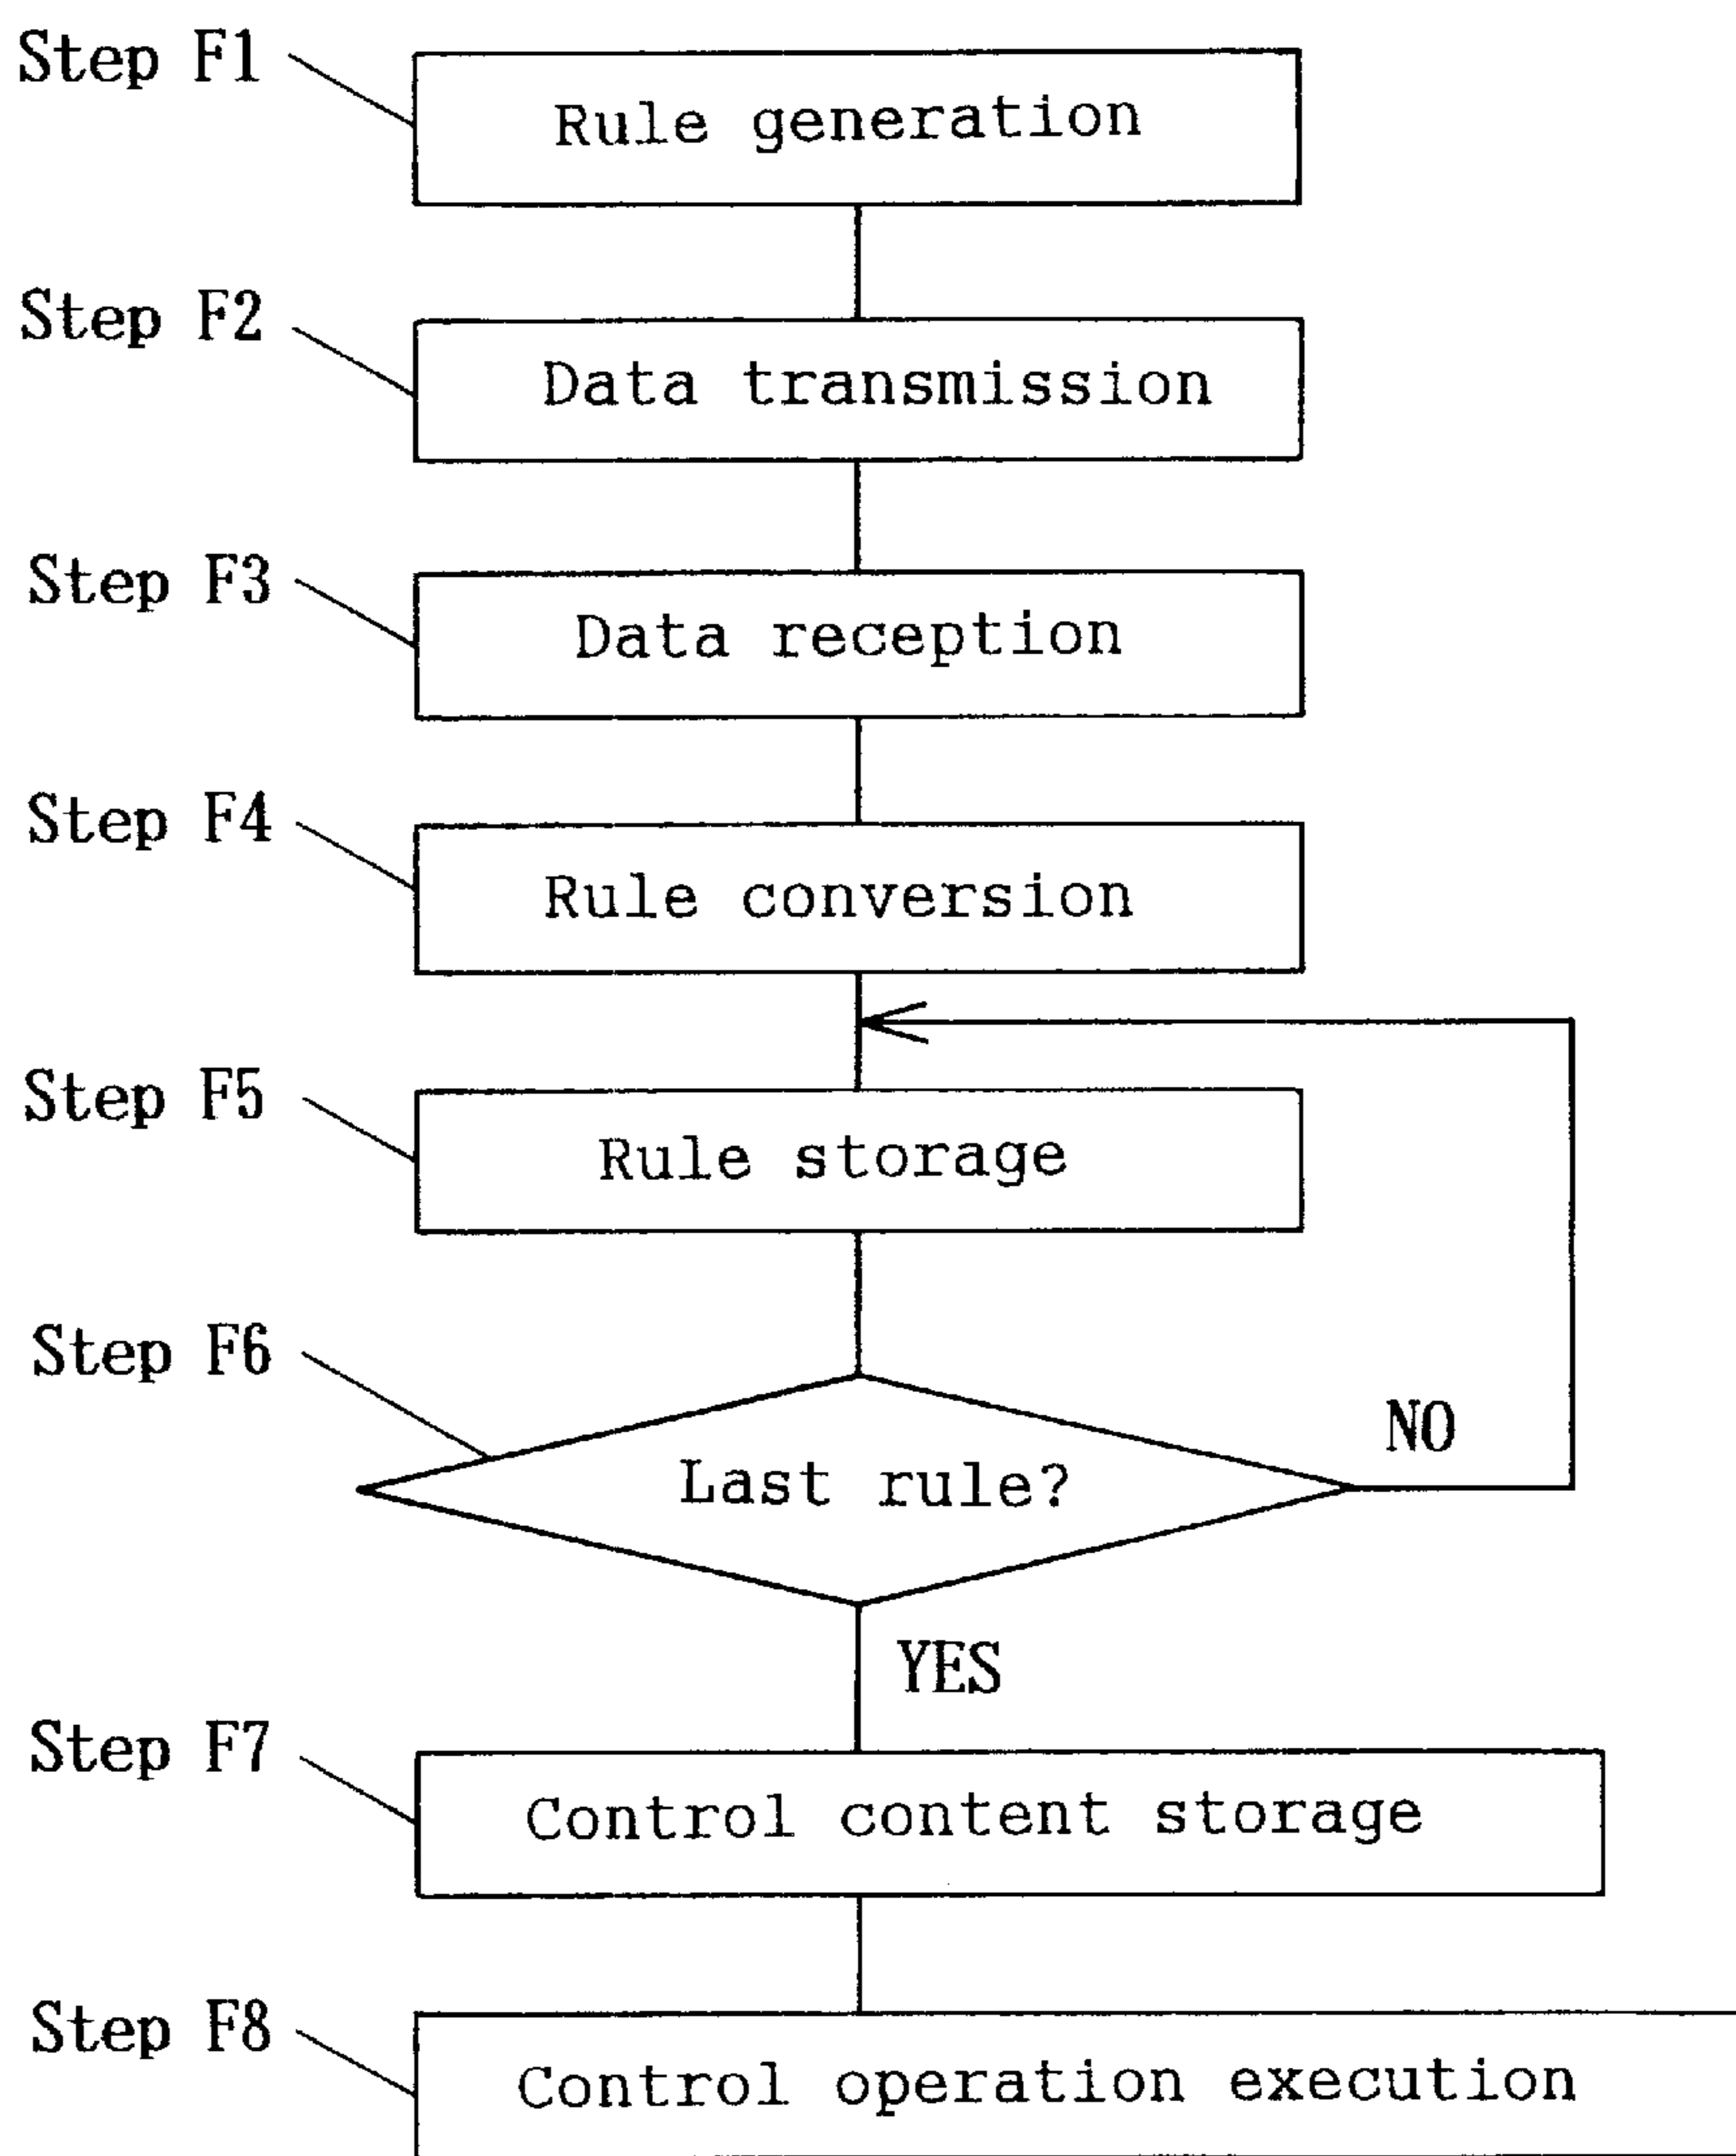 Step F1
Rule generation
Step F2
Data transmission
Step F3
Data reception
Step F4
Rule conversion
Step F5
Rule storage
Step F6
Last rule?
NO
YES
Step F7
Control content storage
Step F8
Control operation execution